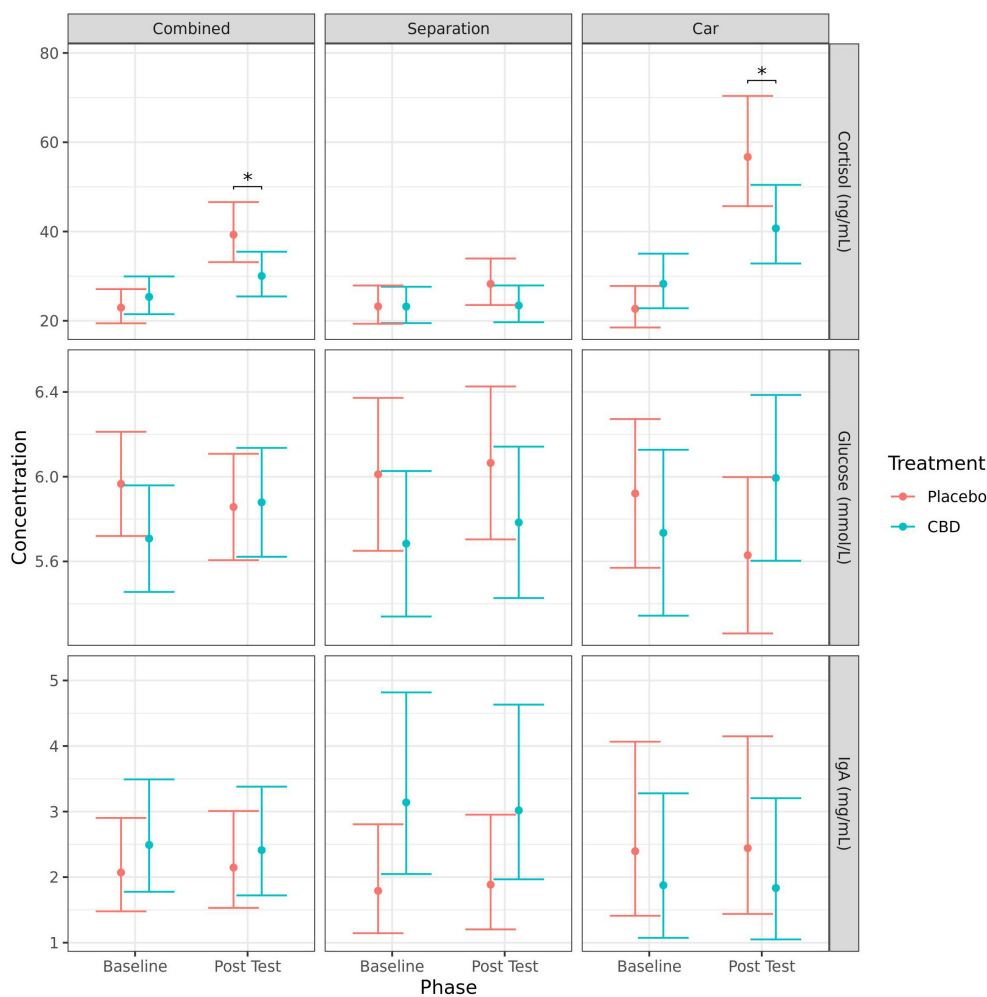 Combined Separation Car
80
60
40
20
*
*
Cortisol (ng/mL)
6.4
6.0
5.6
Glucose (mmol/L)
5
4
3
2
1
IgA (mg/mL)
Concentration
Baseline Post Test Baseline Post Test Baseline Post Test
Phase
Treatment
Placebo
CBD